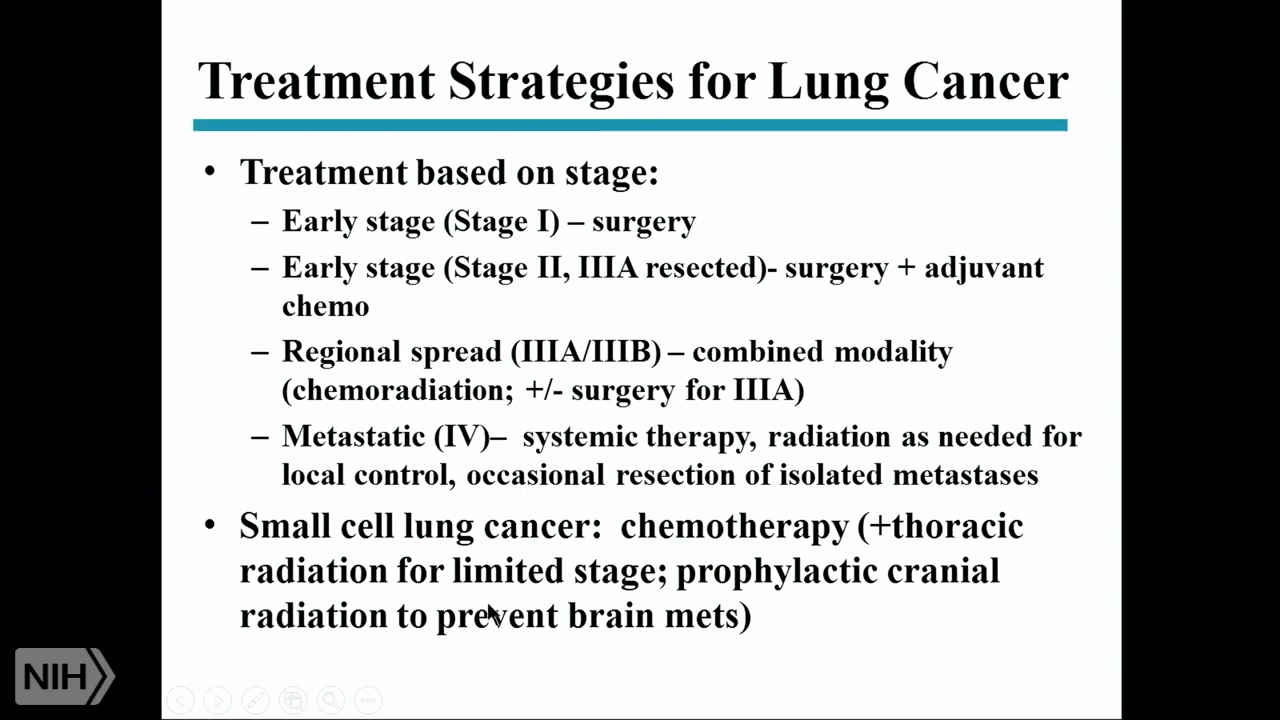 Treatment Strategies for Lung Cancer
• Treatment based on stage:
– Early stage (Stage I) – surgery
– Early stage (Stage II, IIIA resected)- surgery + adjuvant
chemo
– Regional spread (IIIA/IIIB) – combined modality
(chemoradiation; +/- surgery for IIIA)
– Metastatic (IV)– systemic therapy, radiation as needed for
local control, occasional resection of isolated metastases
• Small cell lung cancer: chemotherapy (+thoracic
radiation for limited stage; prophylactic cranial
radiation to prevent brain mets)
NIH